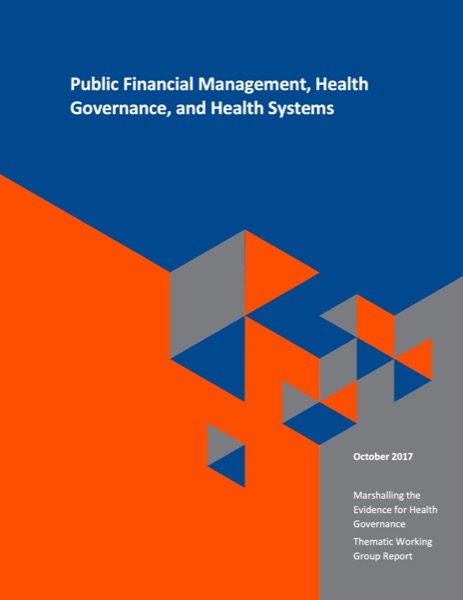 Public Financial Management, Health
Governance, and Health Systems
October 2017
Marshalling the
Evidence for Health
Governance
Thematic Working
Group Report